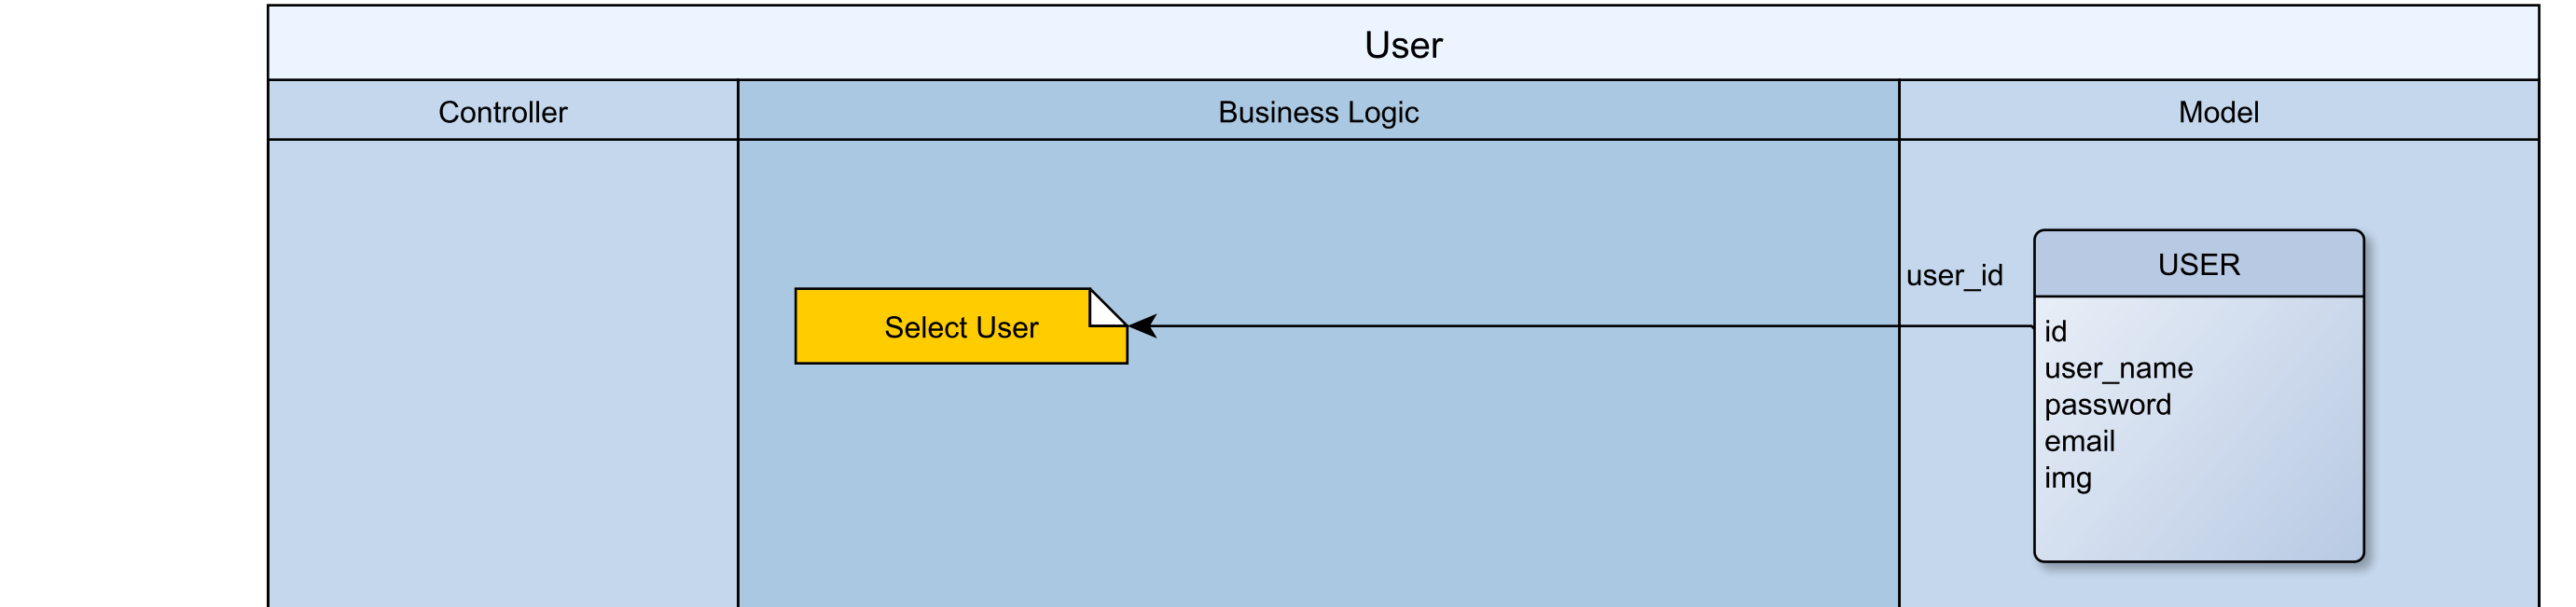 User
Controller
Business Logic
Model
user_id
USER
Select User
id
user_name
password
email
img